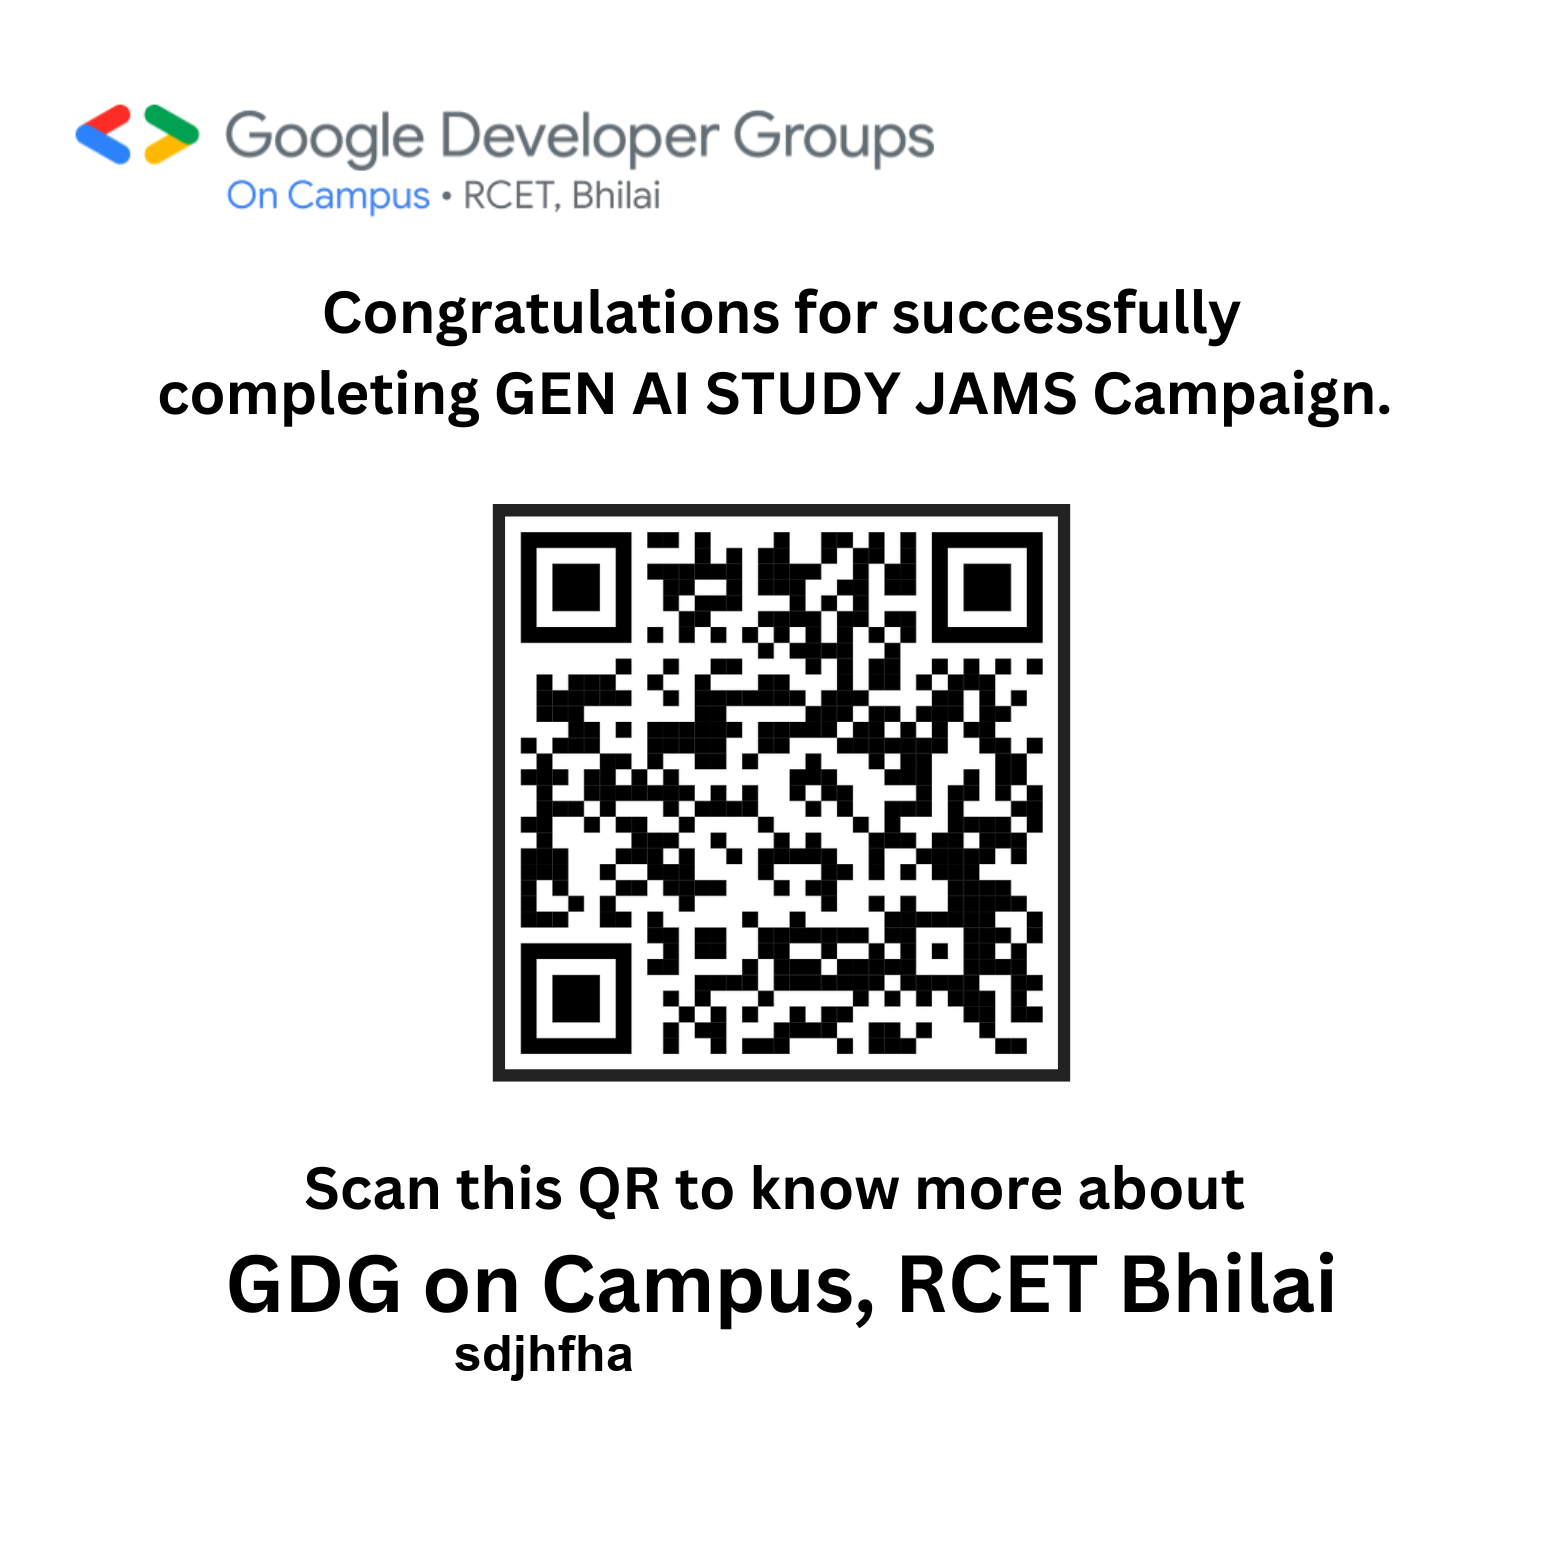 Google Developer Groups
On Campus • RCET, Bhilai
Congratulations for successfully
completing GEN AI STUDY JAMS Campaign.
Scan this QR to know more about
GDG on Campus, RCET Bhilai
sdjhfha